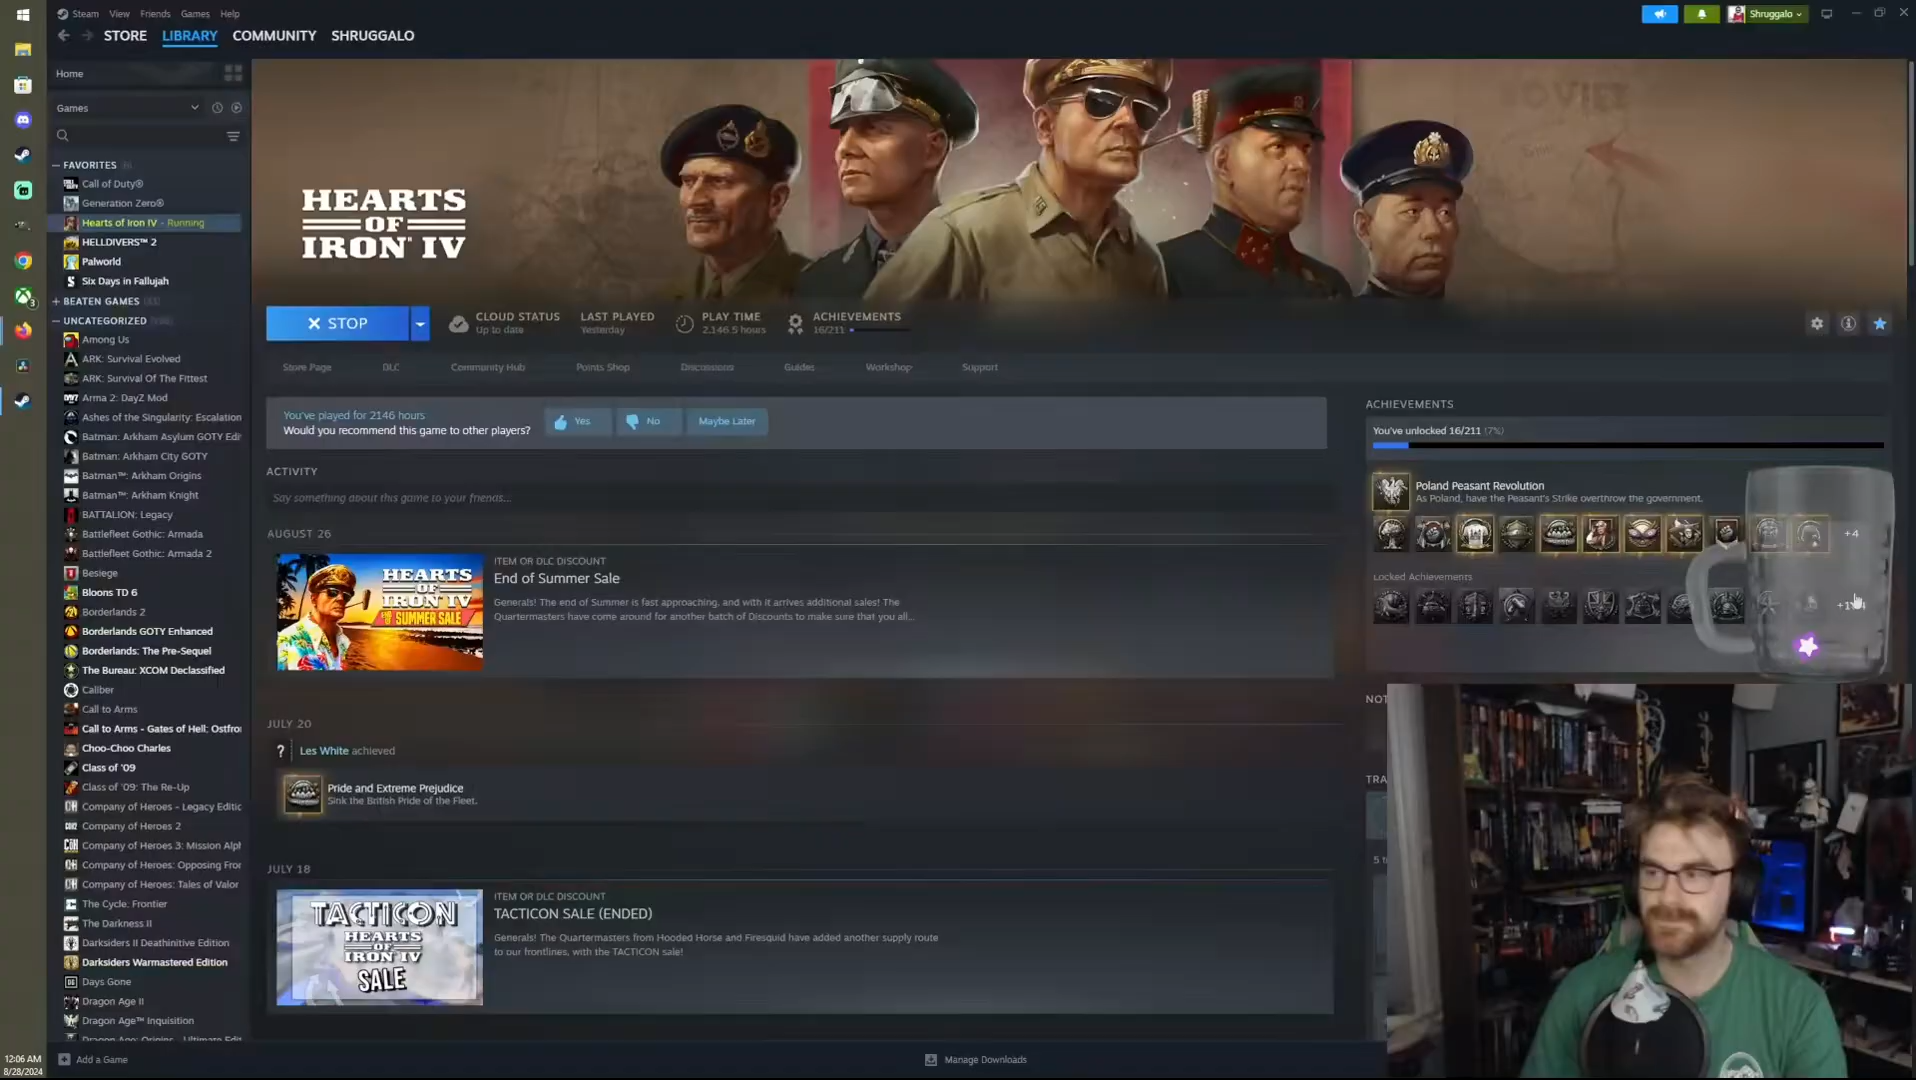 Steam View Friends Games Help
Shruggalo
STORE LIBRARY COMMUNITY SHRUGGALO
Home
Games
FAVORITES
Call of Duty®
Generation Zero®
Hearts of Iron IV - Running
HELLDIVERS™ 2
Palworld
Six Days in Fallujah
BEATEN GAMES
UNCATEGORIZED
Among Us
ARK: Survival Evolved
ARK: Survival Of The Fittest
Arma 2: DayZ Mod
Ashes of the Singularity: Escalation
Batman: Arkham Asylum GOTY Edi
Batman: Arkham City GOTY
Batman™: Arkham Origins
Batman™: Arkham Knight
BATTALION: Legacy
Battlefleet Gothic: Armada
Battlefleet Gothic: Armada 2
Besiege
Bloons TD 6
Borderlands 2
Borderlands GOTY Enhanced
Borderlands: The Pre-Sequel
The Bureau: XCOM Declassified
Caliber
Call to Arms
Call to Arms - Gates of Hell: Ostfro
Choo-Choo Charles
Class of '09
Class of '09: The Re-Up
Company of Heroes - Legacy Editio
Company of Heroes 2
Company of Heroes 3: Mission Alph
Company of Heroes: Opposing Fron
Company of Heroes: Tales of Valor
The Cycle: Frontier
The Darkness II
Darksiders II Deathinitive Edition
Darksiders Warmastered Edition
Days Gone
Dragon Age II
Dragon Age™ Inquisition
Dragon Age: Origins - Ultimate Edit
Add a Game
12:06 AM
8/28/2024
SOVIET
HEARTS
OF
IRON IV
STOP
CLOUD STATUS
Up to date
LAST PLAYED
Yesterday
PLAY TIME
2,146.5 hours
ACHIEVEMENTS
16/211
Store Page DLC Community Hub Points Shop Discussions Guides Workshop Support
You've played for 2146 hours
Would you recommend this game to other players?
Yes No Maybe Later
ACTIVITY
Say something about this game to your friends...
AUGUST 26
HEARTS
OF
IRON IV
SUMMER SALE
ITEM OR DLC DISCOUNT
End of Summer Sale
Generals! The end of Summer is fast approaching, and with it arrives additional sales! The
Quartermasters have come around for another batch of Discounts to make sure that you all...
JULY 20
Les White achieved
Pride and Extreme Prejudice
Sink the British Pride of the Fleet.
JULY 18
TACTICON
HEARTS
OF
IRON IV
SALE
ITEM OR DLC DISCOUNT
TACTICON SALE (ENDED)
Generals! The Quartermasters from Hooded Horse and Firesquid have added another supply route
to our frontlines, with the TACTICON sale!
Manage Downloads
ACHIEVEMENTS
You've unlocked 16/211 (7%)
Poland Peasant Revolution
As Poland, have the Peasant's Strike overthrow the government.
+4
Locked Achievements
NOT
TRA